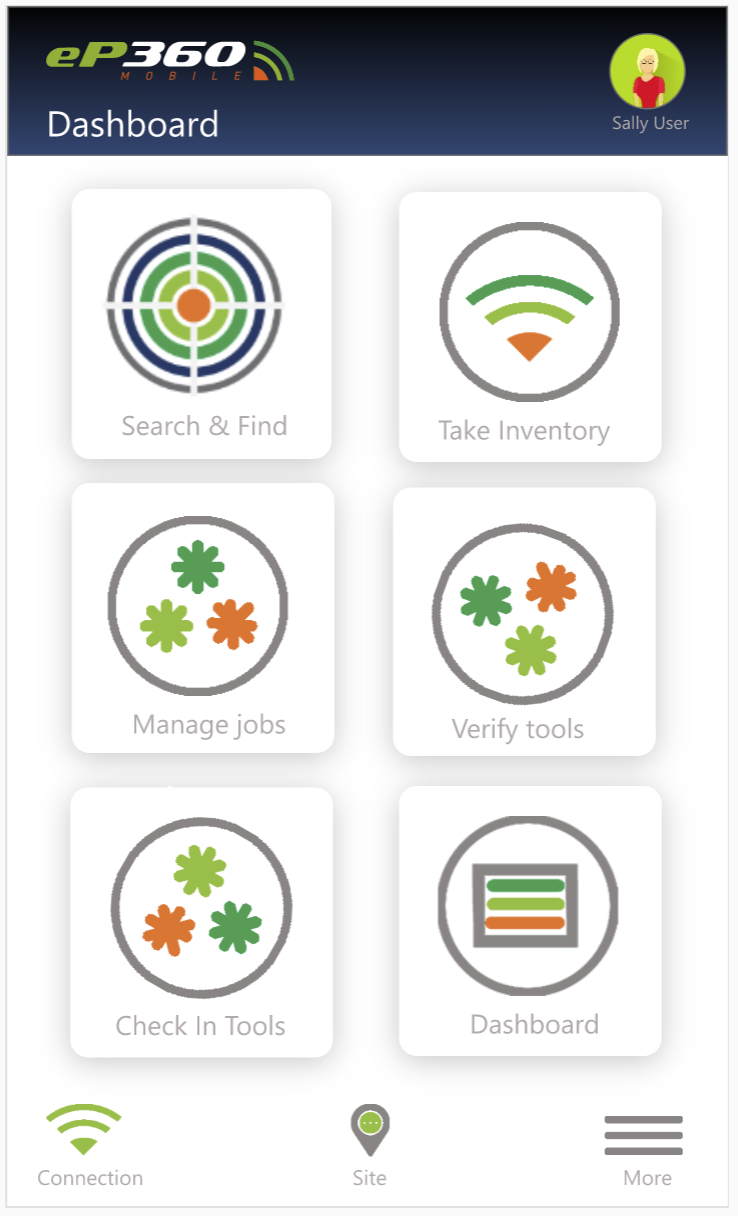 eP360
MOBILE
Dashboard
Sally User
Search & Find
Take Inventory
Manage jobs
Verify tools
Check In Tools
Dashboard
Connection
Site
More